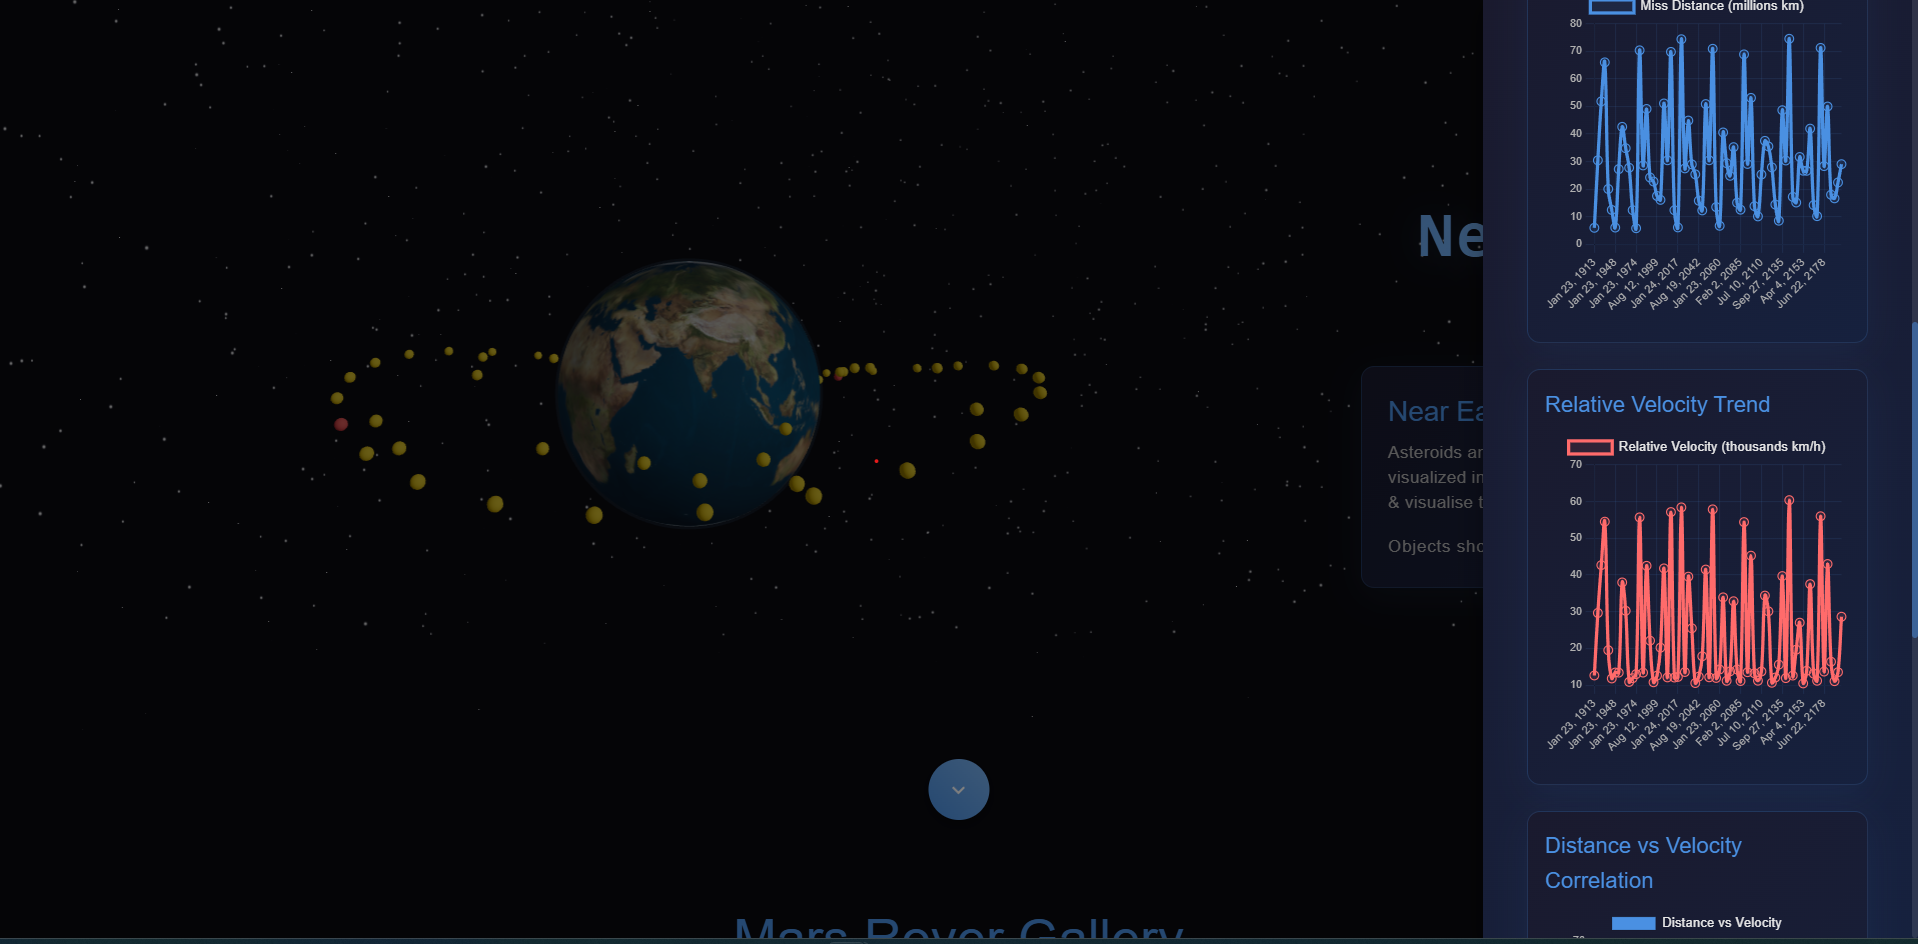 Ne
Near Ea
Asteroids ar
visualized in
& visualise t
Objects sho
Mars Rover Gallery
Miss Distance (millions km)
80
70
60
50
40
30
20
10
0
Jan 23, 1913
Jan 23, 1948
Jan 23, 1974
Aug 12, 1999
Jan 24, 2017
Aug 19, 2042
Jan 23, 2060
Feb 2, 2085
Jul 10, 2110
Sep 27, 2135
Apr 4, 2153
Jun 22, 2178
Relative Velocity Trend
Relative Velocity (thousands km/h)
70
60
50
40
30
20
10
Jan 23, 1913
Jan 23, 1948
Jan 23, 1974
Aug 12, 1999
Jan 24, 2017
Aug 19, 2042
Jan 23, 2060
Feb 2, 2085
Jul 10, 2110
Sep 27, 2135
Apr 4, 2153
Jun 22, 2178
Distance vs Velocity
Correlation
Distance vs Velocity